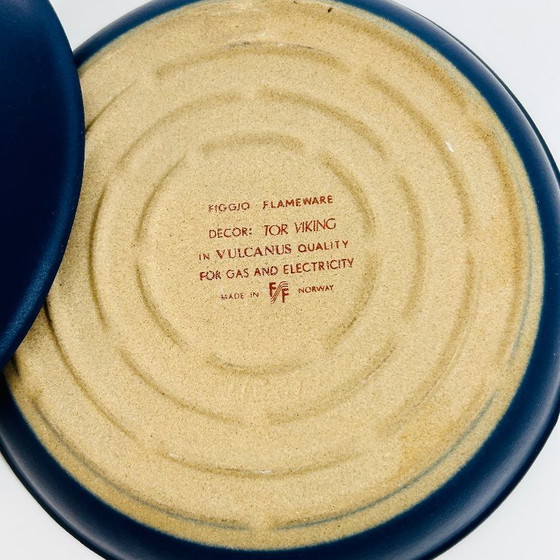 FIGGJO FLAMEWARE
DECOR: TOR VIKING
IN VULCANUS QUALITY
FOR GAS AND ELECTRICITY
MADE IN FF NORWAY